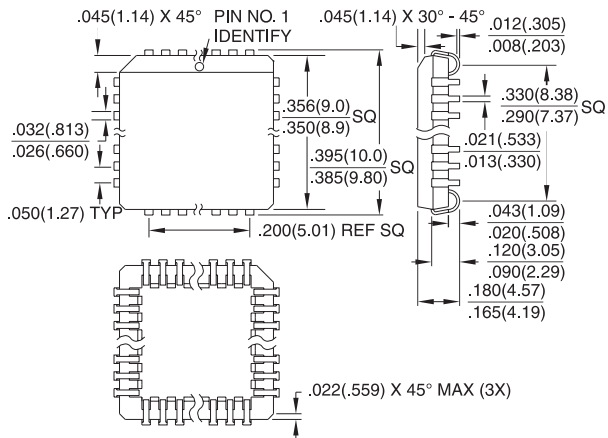 .045(1.14) X 45°
PIN NO. 1
IDENTIFY
.045(1.14) X 30° - 45°
.012(.305)
.008(.203)
.356(9.0)
.350(8.9)
SQ
.330(8.38)
.290(7.37)
SQ
.032(.813)
.026(.660)
.021(.533)
.013(.330)
.395(10.0)
.385(9.80)
SQ
.050(1.27) TYP
.200(5.01) REF SQ
.043(1.09)
.020(.508)
.120(3.05)
.090(2.29)
.180(4.57)
.165(4.19)
.022(.559) X 45° MAX (3X)